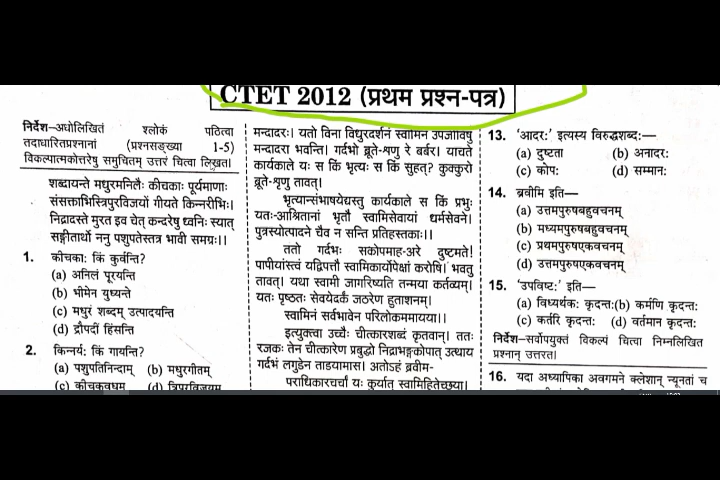 CTET 2012 (प्रथम प्रश्न-पत्र)
निर्देश–अधोलिखितं श्लोकं पठित्वा
तदाधारितप्रश्नानां (प्रश्नसङ्ख्या 1-5)
विकल्पात्मकोत्तरेषु समुचितम् उत्तरं चित्वा लिखत।
शब्दायन्ते मधुरमनिलैः कीचकाः पूर्यमाणाः
संसक्ताभिस्त्रिपुरविजयों गीयते किन्नरीभिः।
निद्रादस्ते मुरत इव चेत् कन्दरेषु ध्वनिः स्यात्
सङ्गीतार्थो ननु पशुपतेस्तत्र भावी समग्रः।।
1. कीचकाः किं कुर्वन्ति?
(a) अनिलं पूरयन्ति
(b) भीमेन युध्यन्ते
(c) मधुरं शब्दम् उत्पादयन्ति
(d) द्रौपदीं हिंसन्ति
2. किन्नर्यः किं गायन्ति?
(a) पशुपतिनिन्दाम् (b) मधुरगीतम्
(c) कीचकवधम् (d) त्रिपुरविजयम्
मन्दादरः। यतो विना विधुरदर्शनं स्वामिन उपजीविषु
मन्दादरा भवन्ति। गर्दभो ब्रूते-श्रृणु रे बर्बर। याचते
कार्यकाले यः स किं भृत्यः स किं सुहृत? कुक्कुरो
ब्रूते-श्रृणु तावत्।
भृत्यान्संभाषयेद्यस्तु कार्यकाले स किं प्रभु
यतः-आश्रितानां भृतौ स्वामिसेवायां धर्मसेवने।
पुत्रस्योत्पादने चैव न सन्ति प्रतिहस्तकाः।।
ततो गर्दभः सकोपमाह-अरे दुष्टमते!
पापीयांस्त्वं यद्विपत्तौ स्वामिकार्योपेक्षां करोषि। भवतु
तावत्। यथा स्वामी जागरिष्यति तन्मया कर्तव्यम्।
यतः पृष्ठतः सेवयेदर्कं जठरेण हुताशनम्।
स्वामिनं सर्वभावेन परिलोकममायया।।
इत्युक्त्वा उच्चैः चीत्कारशब्दं कृतवान्। ततः
रजकः तेन चीत्कारेण प्रबुद्धो निद्राभङ्गकोपात् उत्थाय
गर्दभं लगुडेन ताडयामास। अतोऽहं ब्रवीम-
पराधिकारचर्चां यः कुर्यात् स्वामिहितेच्छया।
13. 'आदरः' इत्यस्य विरुद्धशब्दः—
(a) दुष्टता (b) अनादरः
(c) कोपः (d) सम्मानः
14. ब्रवीमि इति—
(a) उत्तमपुरुषबहुवचनम्
(b) मध्यमपुरुषबहुवचनम्
(c) प्रथमपुरुषएकवचनम्
(d) उत्तमपुरुषएकवचनम्
15. 'उपविष्टः' इति—
(a) विध्यर्थकः कृदन्तः (b) कर्मणि कृदन्तः
(c) कर्तरि कृदन्तः (d) वर्तमान कृदन्तः
निर्देश–सर्वोपयुक्तं विकल्पं चित्वा निम्नलिखित
प्रश्नान् उत्तरत।
16. यदा अध्यापिका अवगमने क्लेशान् न्यूनतां च